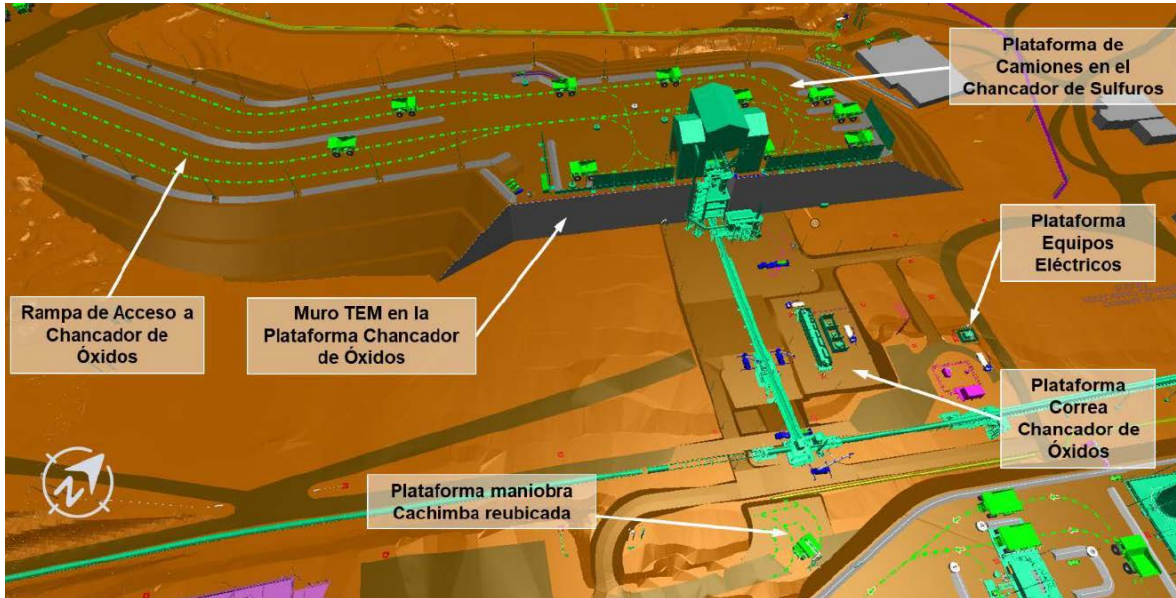 Plataforma de
Camiones en el
Chancador de Sulfuros
Plataforma
Equipos
Eléctricos
Rampa de Acceso a
Chancador de
Óxidos
Muro TEM en la
Plataforma Chancador
de Óxidos
Plataforma
Correa
Chancador de
Óxidos
Plataforma maniobra
Cachimba reubicada
N